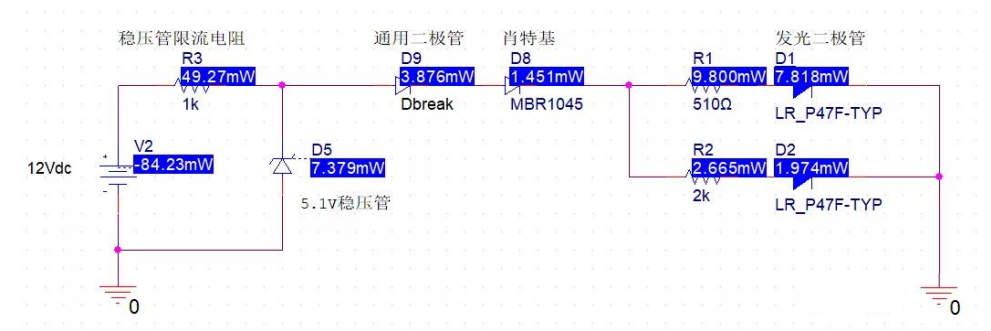 稳压管限流电阻 通用二极管 肖特基 发光二极管
R3 D9 D8 R1 D1
49.27mW 3.876mW 1.451mW 9.800mW 7.818mW
1k Dbreak MBR1045 510Ω LR_P47F-TYP
V2 D5 R2 D2
12Vdc -84.23mW 7.379mW 2.665mW 1.974mW
5.1V稳压管 2k LR_P47F-TYP
0 0